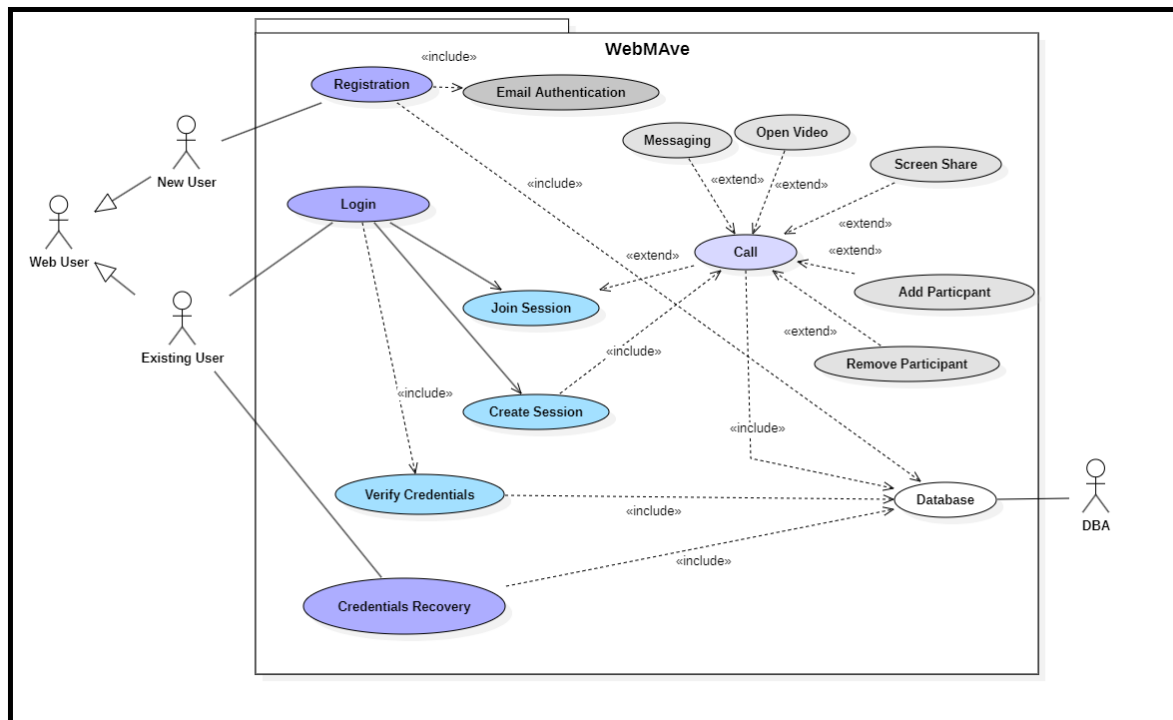 WebMAve
«include»
Registration
Email Authentication
Open Video
Messaging
Screen Share
New User
«include»
«extend»
«extend»
Login
«extend»
Web User
Call
«extend»
«extend»
Add Particpant
Join Session
Existing User
«extend»
«include»
Remove Participant
«include»
Create Session
«include»
Verify Credentials
Database
«include»
DBA
«include»
Credentials Recovery